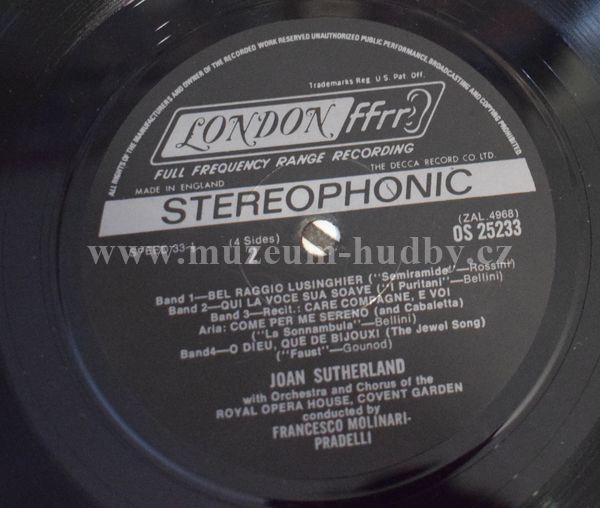 ALL RIGHTS OF THE MANUFACTURERS AND OWNER OF THE RECORDED WORK RESERVED UNAUTHORIZED PUBLIC PERFORMANCE, BROADCASTING AND COPYING PROHIBITED
Trademarks Reg. U.S. Pat. Off.
LONDON ffrr
FULL FREQUENCY RANGE RECORDING
MADE IN ENGLAND THE DECCA RECORD CO LTD.
STEREOPHONIC
(ZAL.4968)
SPEED 33⅓ (4 Sides) OS 25233
2
www.muzeum-hudby.cz
Band 1—BEL RAGGIO LUSINGHIER ("Semiramide"—Rossini)
Band 2—QUI LA VOCE SUA SOAVE ("I Puritani"—Bellini)
Band 3—Recit.: CARE COMPAGNE, E VOI
Aria: COME PER ME SERENO (and Cabaletta)
("La Sonnambula"—Bellini)
Band4—O DIEU, QUE DE BIJOUX! (The Jewel Song)
("Faust"—Gounod)
JOAN SUTHERLAND
with Orchestra and Chorus of the
ROYAL OPERA HOUSE, COVENT GARDEN
conducted by
FRANCESCO MOLINARI-
PRADELLI